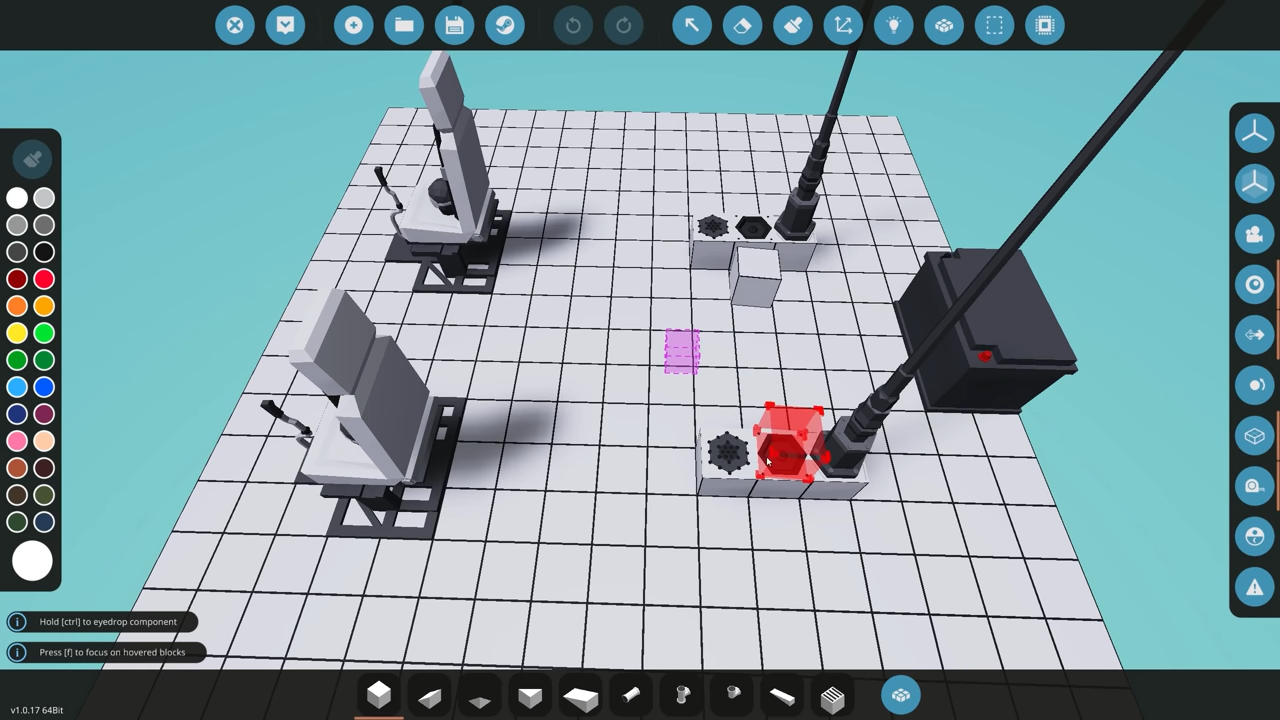 Hold [ctrl] to eyedrop component
Press [f] to focus on hovered blocks
v1.0.17 64Bit